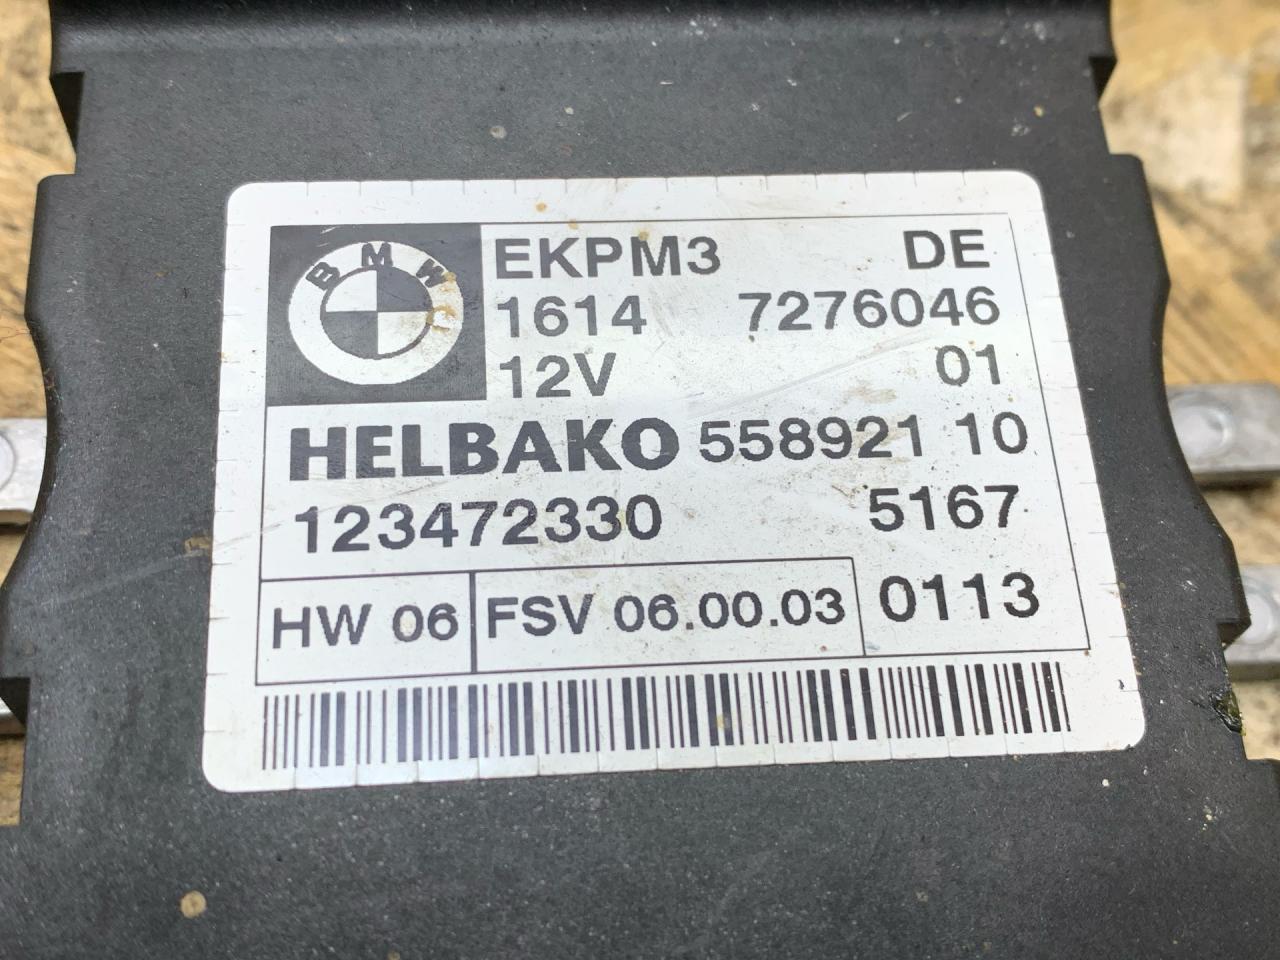 BMW
EKPM3 DE
1614 7276046
12V 01
HELBAKO 558921 10
123472330 5167
HW 06 FSV 06.00.03 0113